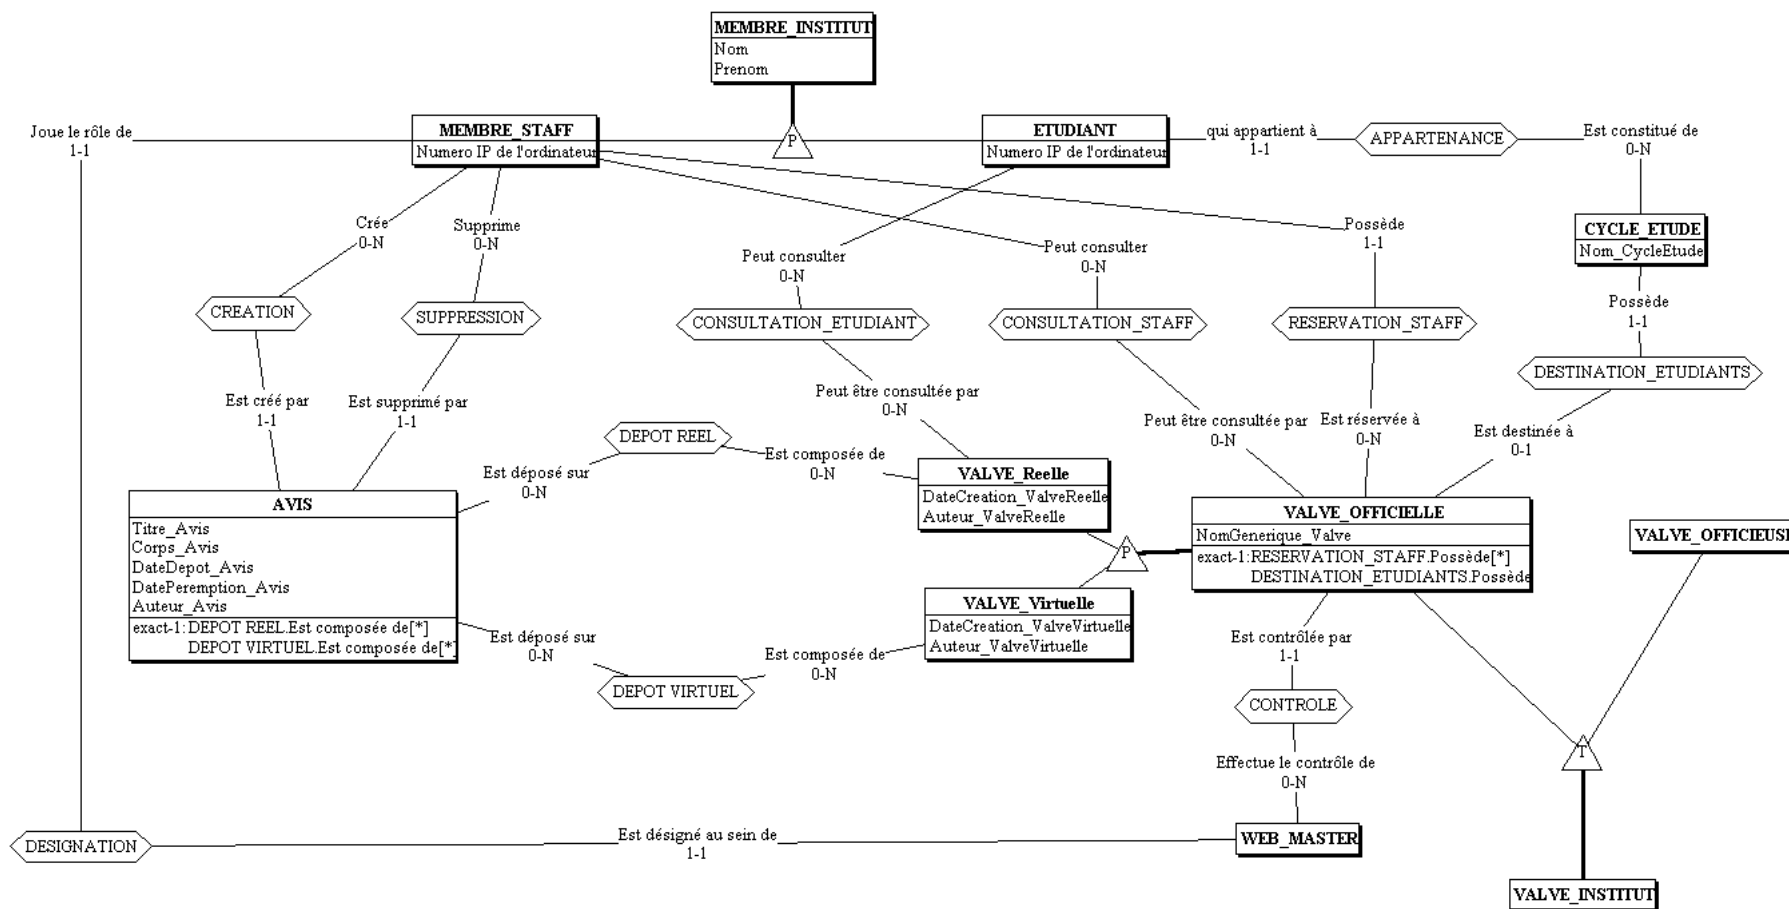 MEMBRE_INSTITUT
Nom
Prenom
Joue le rôle de
1-1
MEMBRE_STAFF
Numero IP de l'ordinateur
P
ETUDIANT
Numero IP de l'ordinateur
qui appartient à
1-1
APPARTENANCE
Est constitué de
0-N
Crée
0-N
Supprime
0-N
Peut consulter
0-N
Peut consulter
0-N
Possède
1-1
CYCLE_ETUDE
Nom_CycleEtude
CREATION
SUPPRESSION
CONSULTATION_ETUDIANT
CONSULTATION_STAFF
RESERVATION_STAFF
Possède
1-1
DESTINATION_ETUDIANTS
Est créé par
1-1
Est supprimé par
1-1
Peut être consultée par
0-N
Peut être consultée par
0-N
Est réservée à
0-N
Est destinée à
0-1
DEPOT REEL
Est déposé sur
0-N
Est composée de
0-N
VALVE_Reelle
DateCreation_ValveReelle
Auteur_ValveReelle
AVIS
Titre_Avis
Corps_Avis
DateDepot_Avis
DatePeremption_Avis
Auteur_Avis
exact-1: DEPOT REEL.Est composée de[*]
DEPOT VIRTUEL.Est composée de[*]
P
VALVE_OFFICIELLE
NomGenerique_Valve
exact-1:RESERVATION_STAFF.Possède[*]
DESTINATION_ETUDIANTS.Possède
VALVE_OFFICIEUSE
VALVE_Virtuelle
DateCreation_ValveVirtuelle
Auteur_ValveVirtuelle
Est déposé sur
0-N
Est composée de
0-N
DEPOT VIRTUEL
Est contrôlée par
1-1
CONTROLE
Effectue le contrôle de
0-N
T
DESIGNATION
Est désigné au sein de
1-1
WEB_MASTER
VALVE_INSTITUT